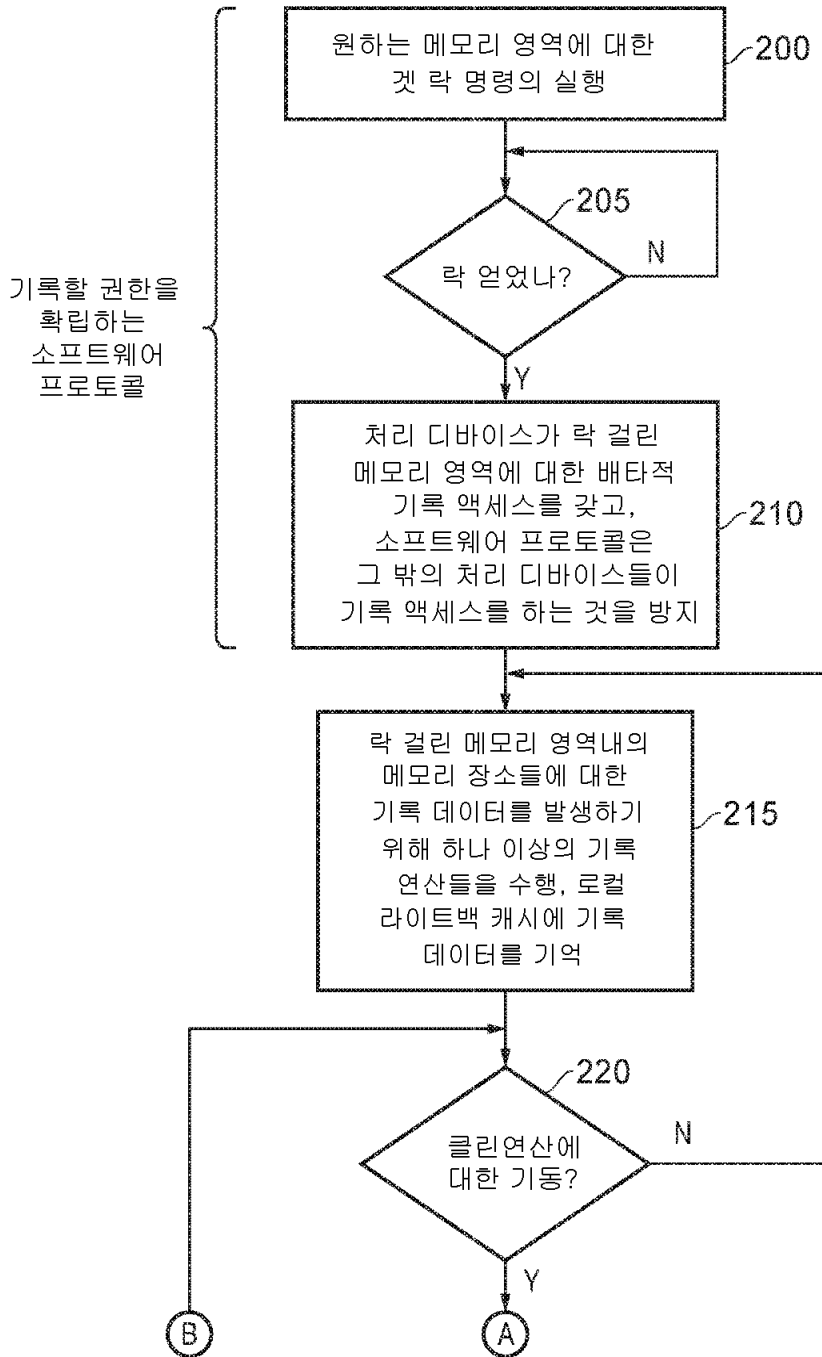 원하는 메모리 영역에 대한
겟 락 명령의 실행
200
205
락 얻었나?
N
Y
기록할 권한을
확립하는
소프트웨어
프로토콜
처리 디바이스가 락 걸린
메모리 영역에 대한 배타적
기록 액세스를 갖고,
소프트웨어 프로토콜은
그 밖의 처리 디바이스들이
기록 액세스를 하는 것을 방지
210
락 걸린 메모리 영역내의
메모리 장소들에 대한
기록 데이터를 발생하기
위해 하나 이상의 기록
연산들을 수행, 로컬
라이트백 캐시에 기록
데이터를 기억
215
220
클린연산에
대한 기동?
N
Y
B
A